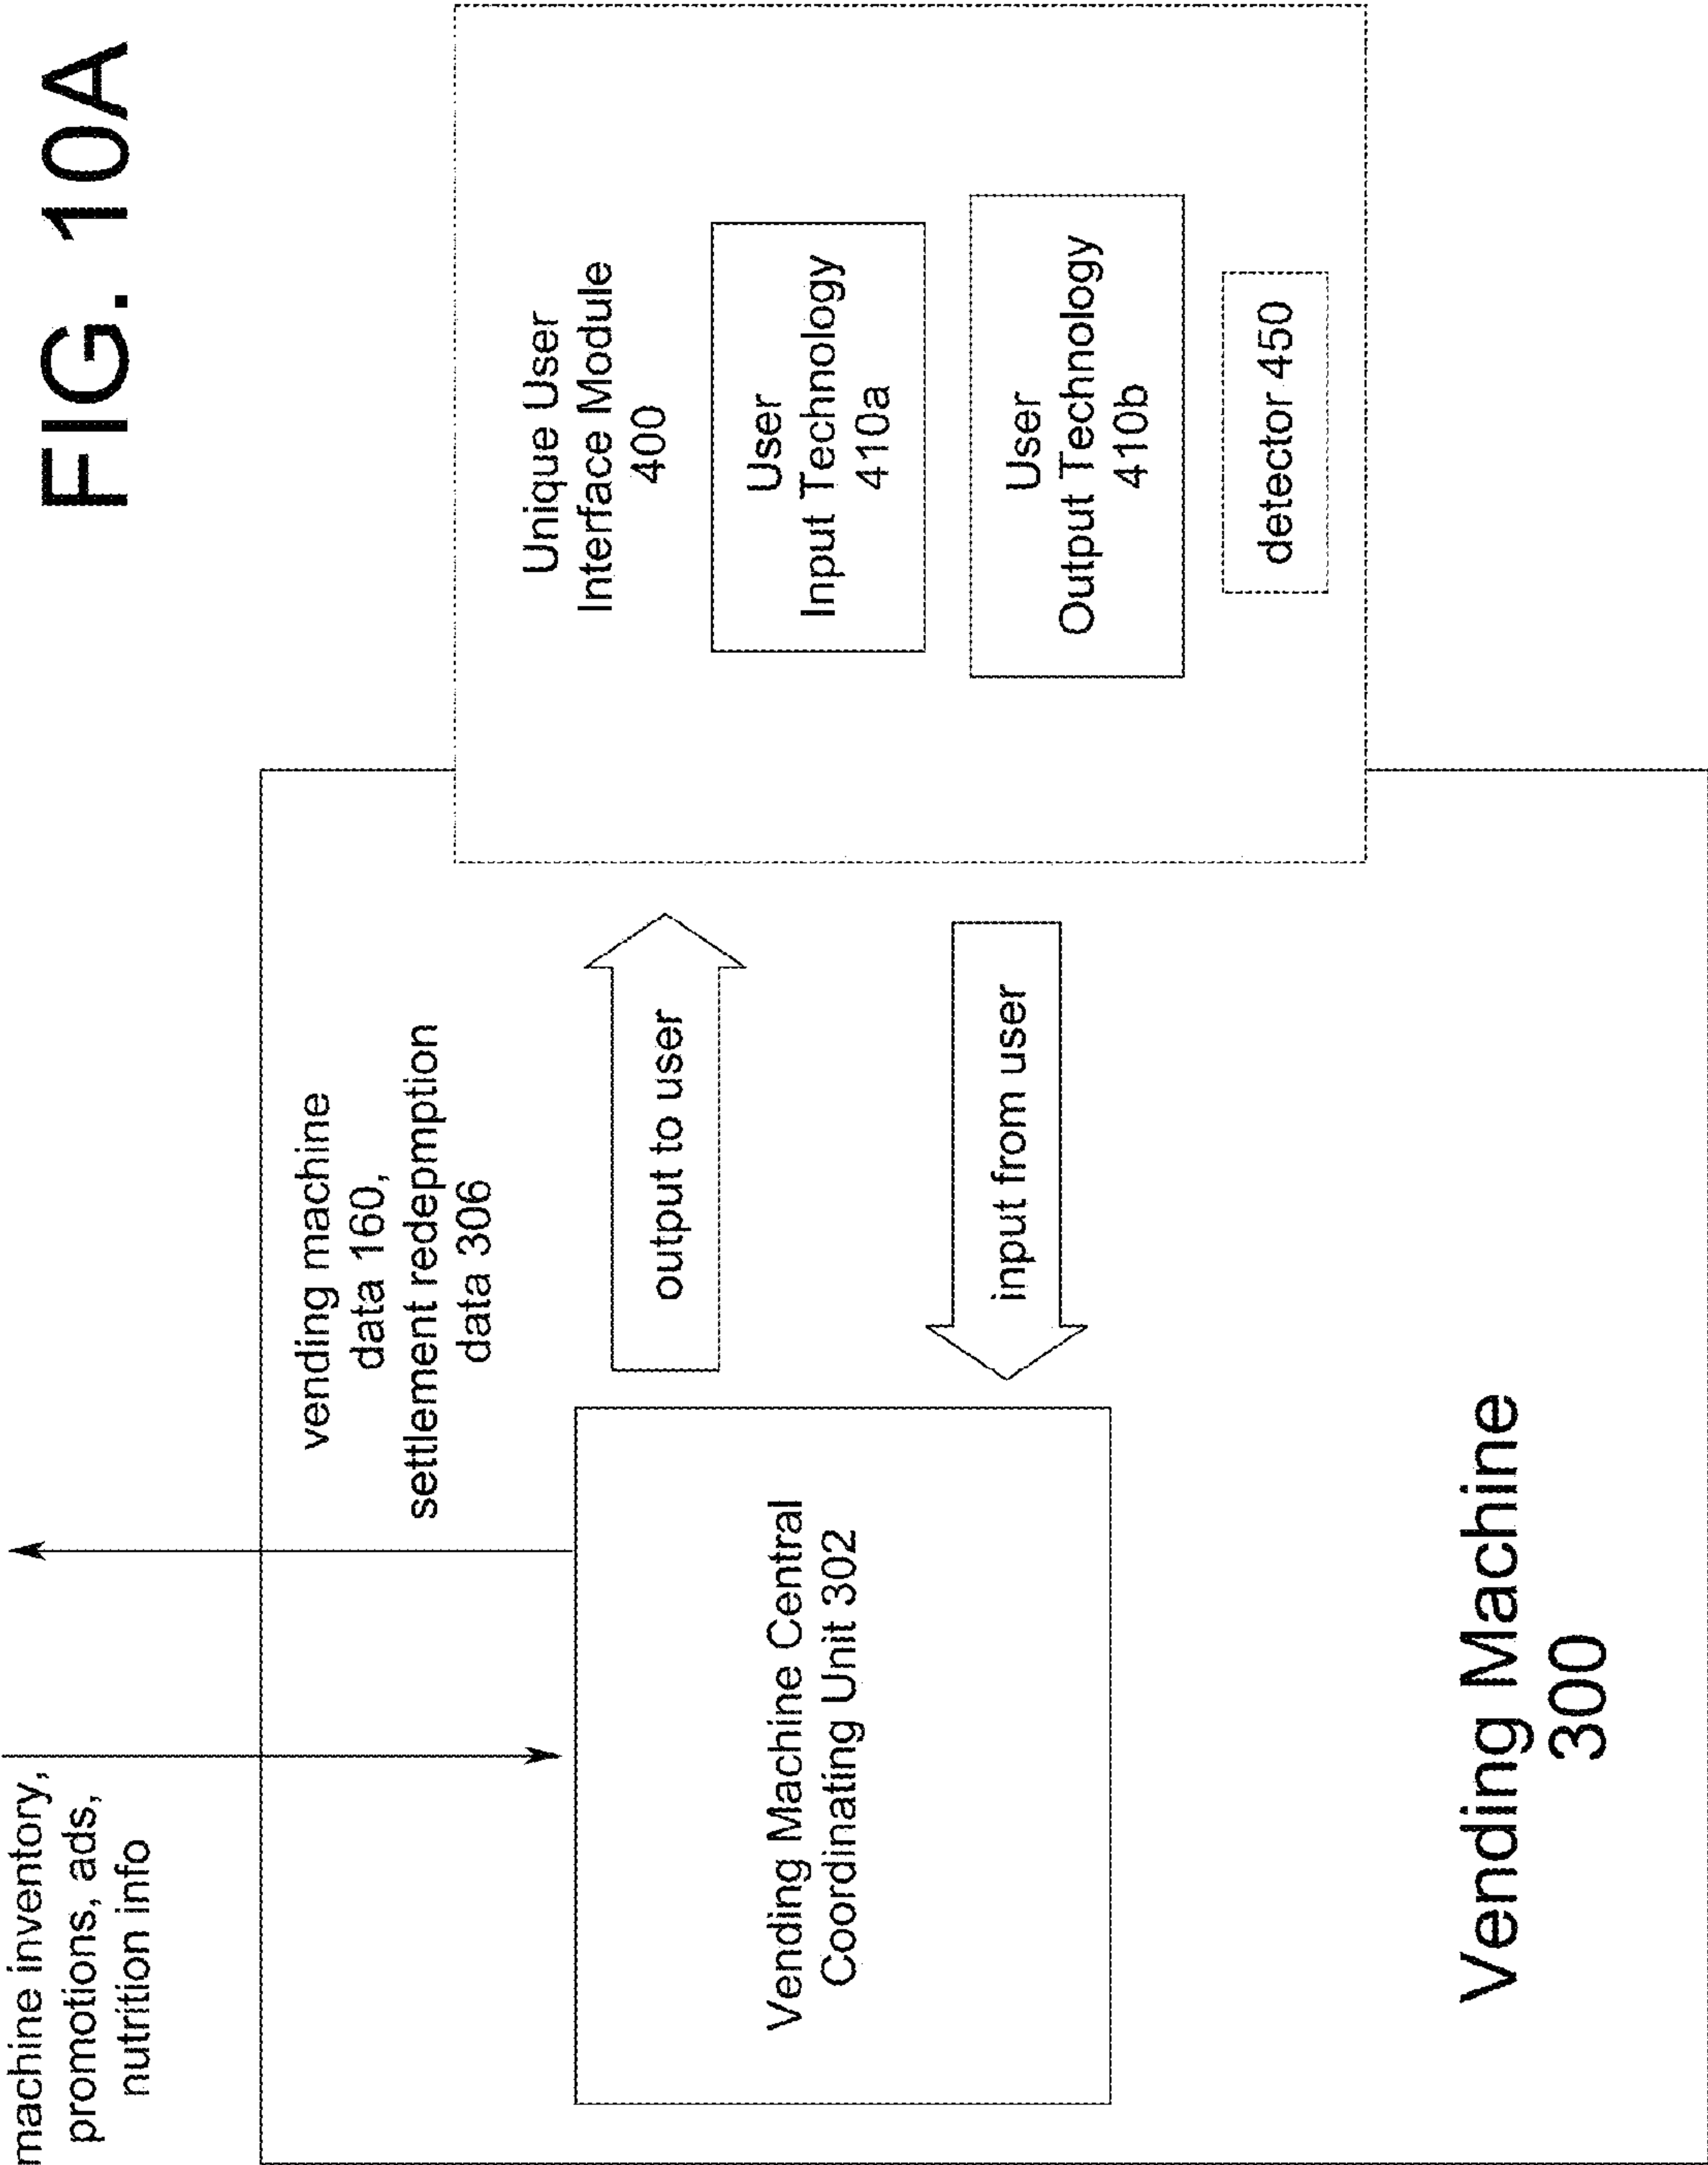 FIG. 10A
machine inventory,
promotions, ads,
nutrition info
vending machine
data 160,
settlement redepmption
data 306
Vending Machine Central
Coordinating Unit 302
output to user
input from user
Unique User
Interface Module
400
User
Input Technology
410a
User
Output Technology
410b
detector 450
Vending Machine
300